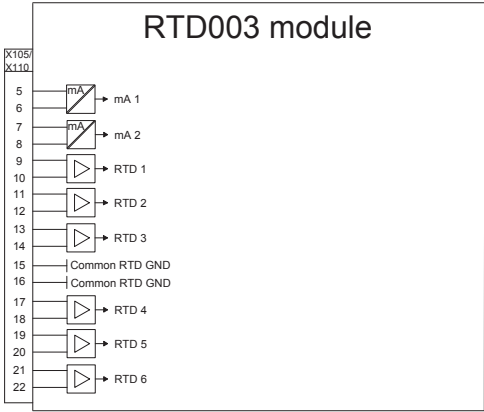 RTD003 module
X105/
X110
5
mA
mA 1
6
7
mA
mA 2
8
9
RTD 1
10
11
RTD 2
12
13
RTD 3
14
15
Common RTD GND
16
Common RTD GND
17
RTD 4
18
19
RTD 5
20
21
RTD 6
22